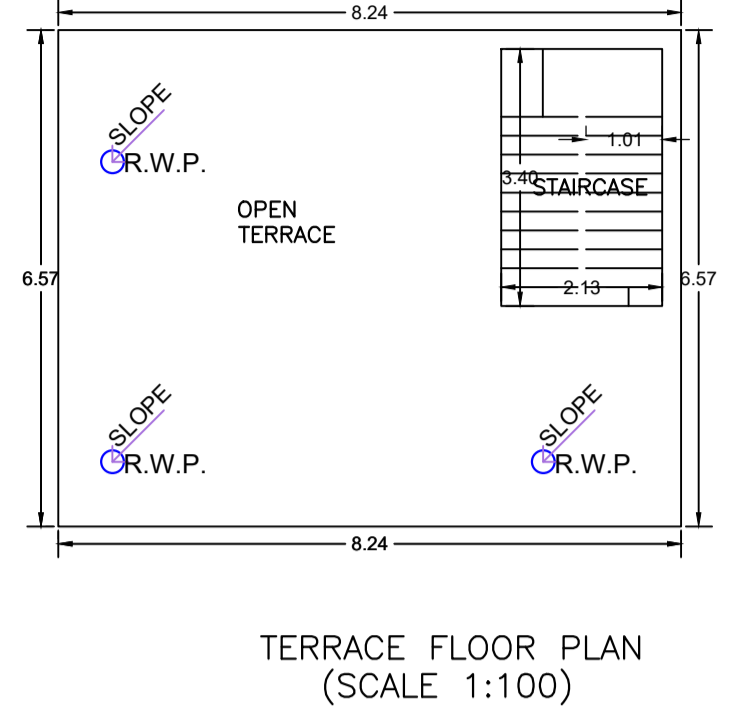 8.24
SLOPE
R.W.P.
1.01
3.40
STAIRCASE
OPEN
TERRACE
6.57
2.13
6.57
SLOPE
R.W.P.
SLOPE
R.W.P.
8.24
TERRACE FLOOR PLAN
(SCALE 1:100)